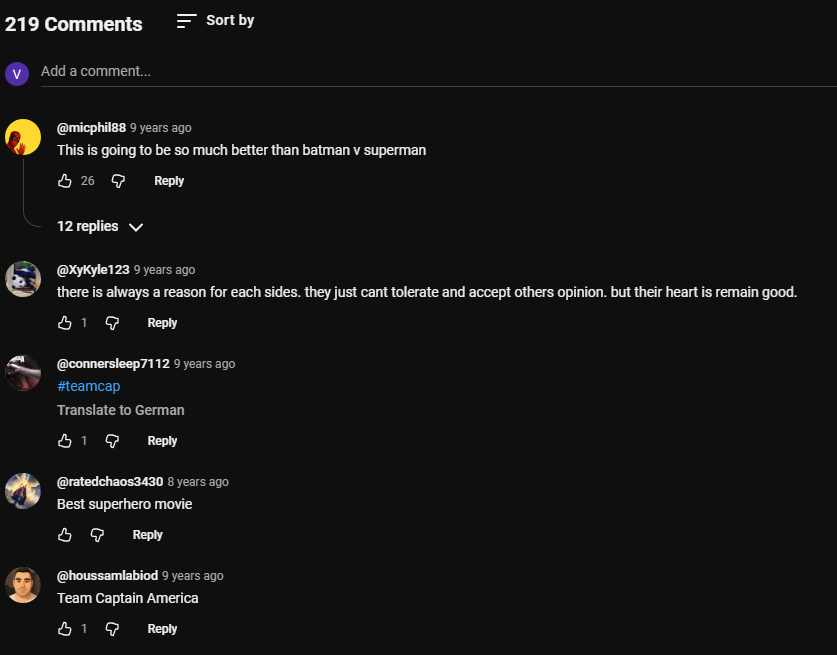 219 Comments
Sort by
V
Add a comment...
@micphil88 9 years ago
This is going to be so much better than batman v superman
26
Reply
12 replies
@XyKyle123 9 years ago
there is always a reason for each sides. they just cant tolerate and accept others opinion. but their heart is remain good.
1
Reply
@connersleep7112 9 years ago
#teamcap
Translate to German
1
Reply
@ratedchaos3430 8 years ago
Best superhero movie
Reply
@houssamlabiod 9 years ago
Team Captain America
1
Reply